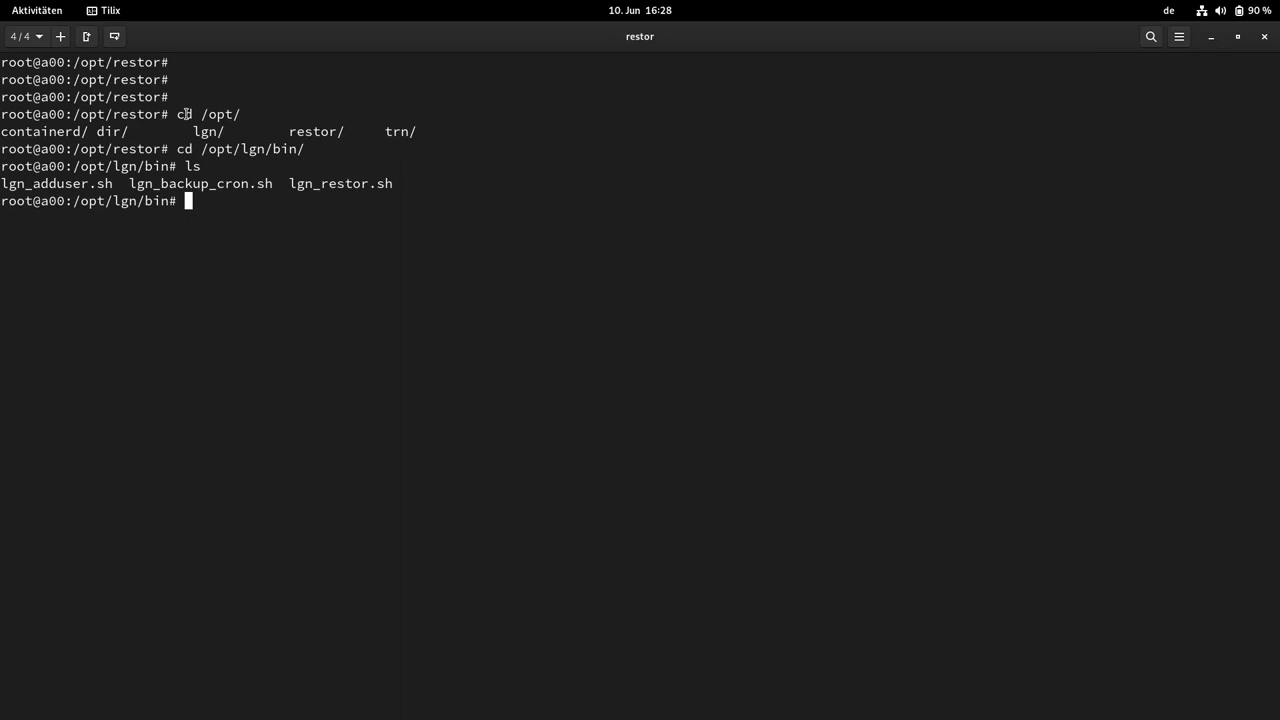 Aktivitäten Tilix 10. Jun 16:28 de 90 %
4/4 restor
root@a00:/opt/restor#
root@a00:/opt/restor#
root@a00:/opt/restor#
root@a00:/opt/restor# cd /opt/
containerd/ dir/ lgn/ restor/ trn/
root@a00:/opt/restor# cd /opt/lgn/bin/
root@a00:/opt/lgn/bin# ls
lgn_adduser.sh lgn_backup_cron.sh lgn_restor.sh
root@a00:/opt/lgn/bin#